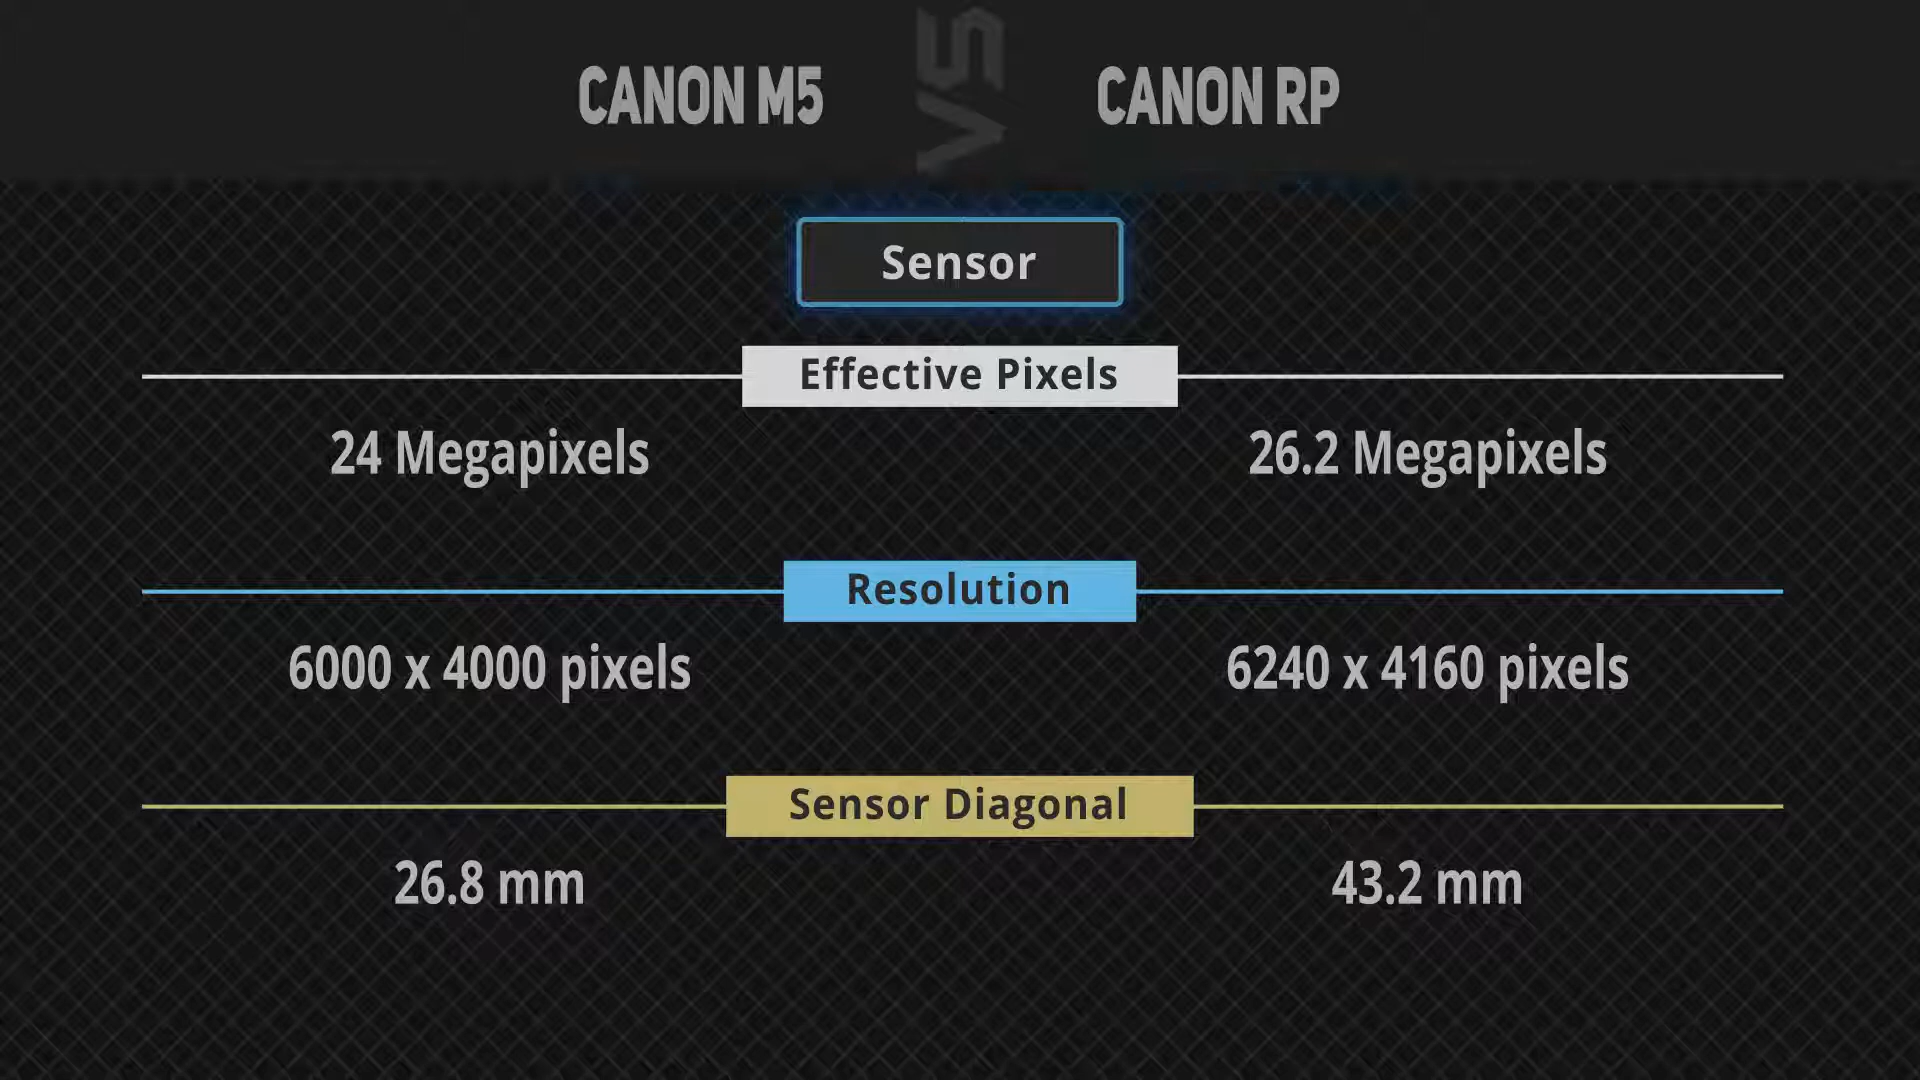 CANON M5 VS CANON RP
Sensor
Effective Pixels
24 Megapixels 26.2 Megapixels
Resolution
6000 x 4000 pixels 6240 x 4160 pixels
Sensor Diagonal
26.8 mm 43.2 mm